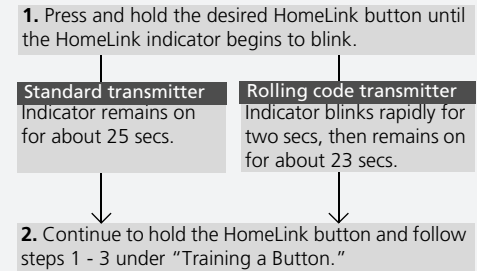 1. Press and hold the desired HomeLink button until
the HomeLink indicator begins to blink.
Standard transmitter
Indicator remains on
for about 25 secs.
Rolling code transmitter
Indicator blinks rapidly for
two secs, then remains on
for about 23 secs.
2. Continue to hold the HomeLink button and follow
steps 1 - 3 under “Training a Button.”